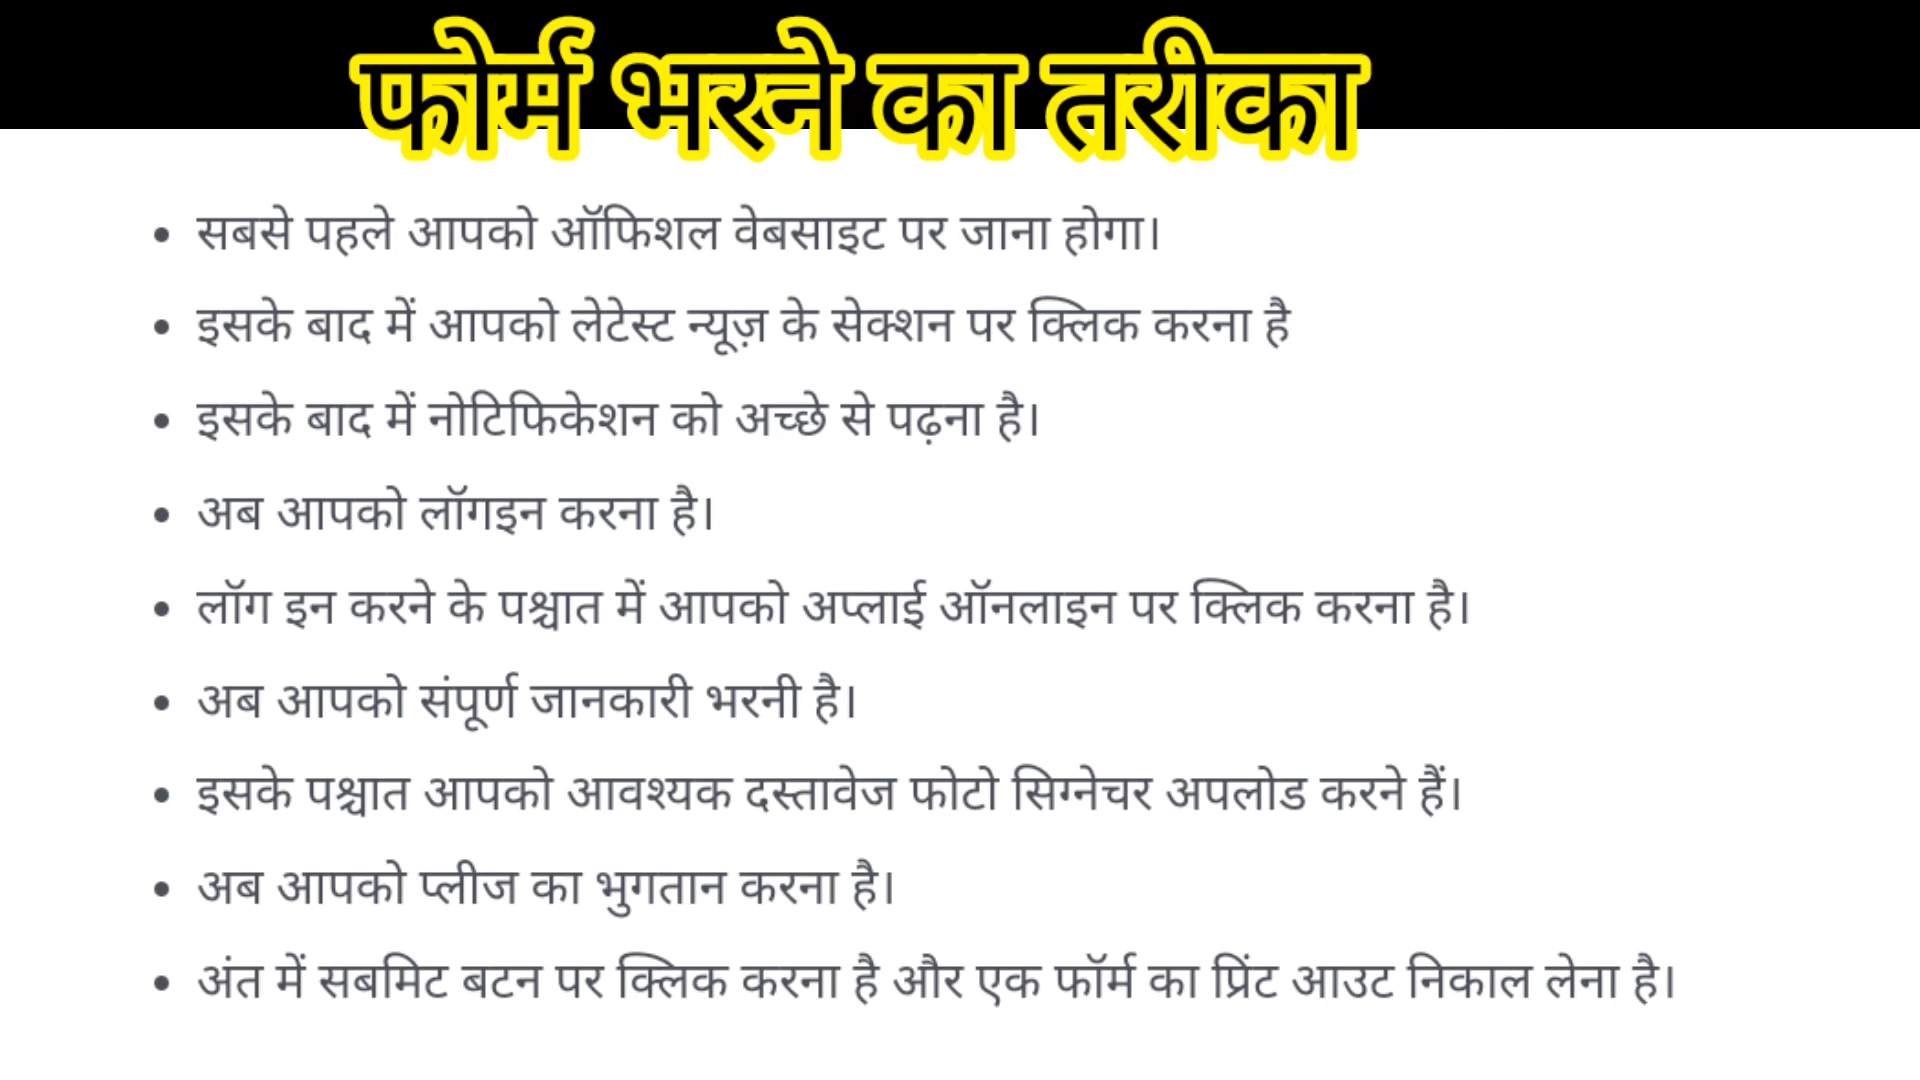 फोर्म भरने का तरीका
• सबसे पहले आपको ऑफिशल वेबसाइट पर जाना होगा।
• इसके बाद में आपको लेटेस्ट न्यूज़ के सेक्शन पर क्लिक करना है
• इसके बाद में नोटिफिकेशन को अच्छे से पढ़ना है।
• अब आपको लॉगइन करना है।
• लॉग इन करने के पश्चात में आपको अप्लाई ऑनलाइन पर क्लिक करना है।
• अब आपको संपूर्ण जानकारी भरनी है।
• इसके पश्चात आपको आवश्यक दस्तावेज फोटो सिग्नेचर अपलोड करने हैं।
• अब आपको प्लीज का भुगतान करना है।
• अंत में सबमिट बटन पर क्लिक करना है और एक फॉर्म का प्रिंट आउट निकाल लेना है।